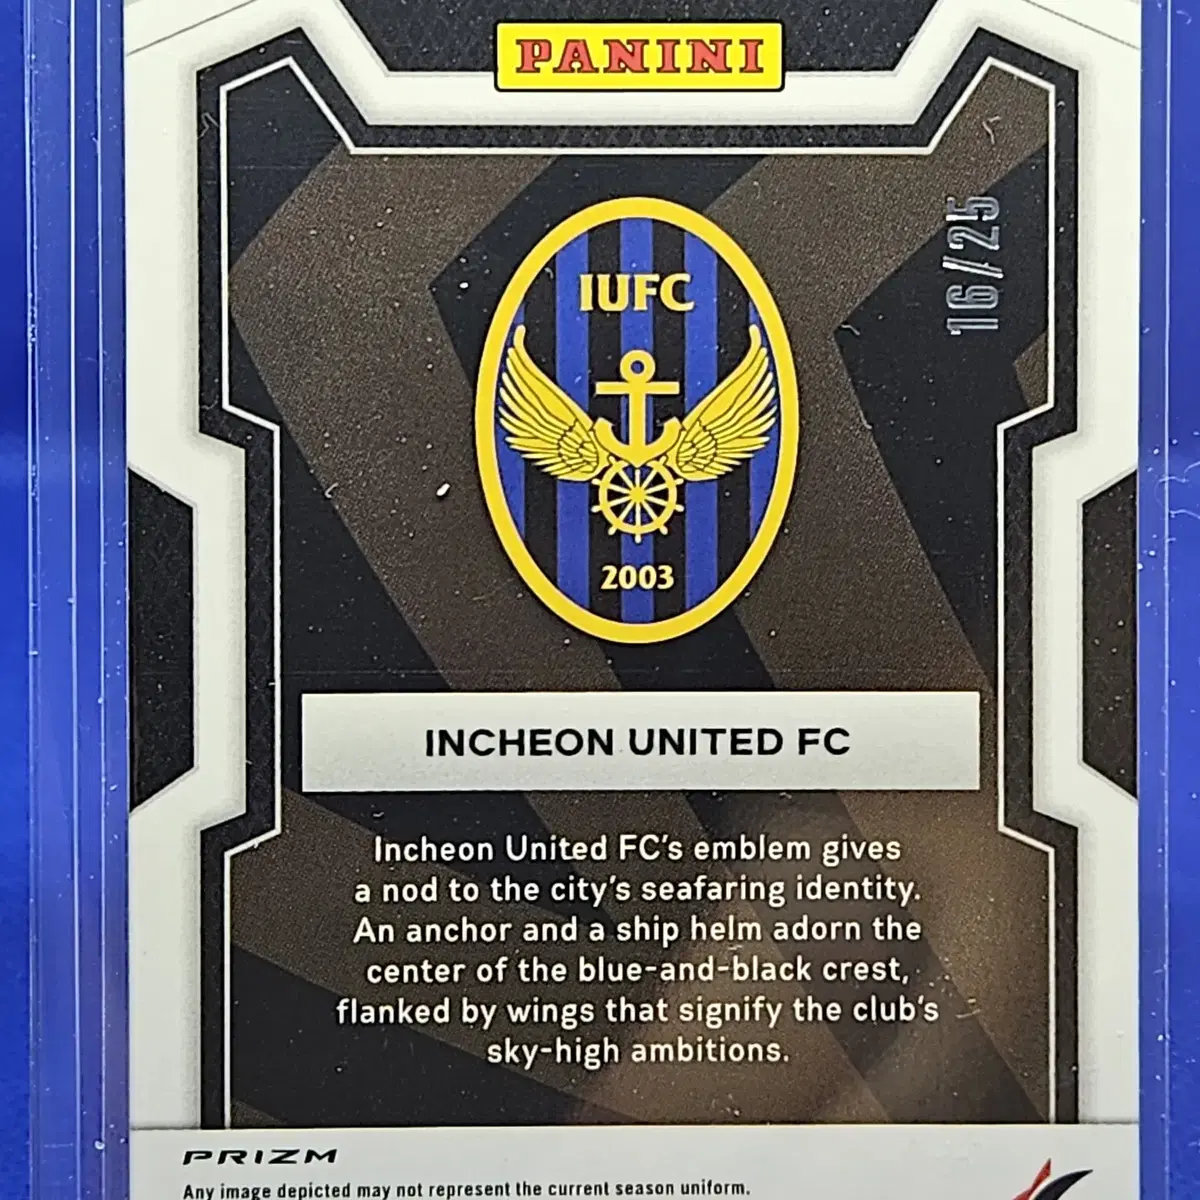 PANINI
16/25
IUFC
2003
INCHEON UNITED FC
Incheon United FC's emblem gives
a nod to the city's seafaring identity.
An anchor and a ship helm adorn the
center of the blue-and-black crest,
flanked by wings that signify the club's
sky-high ambitions.
PRIZM
Any image depicted may not represent the current season uniform.